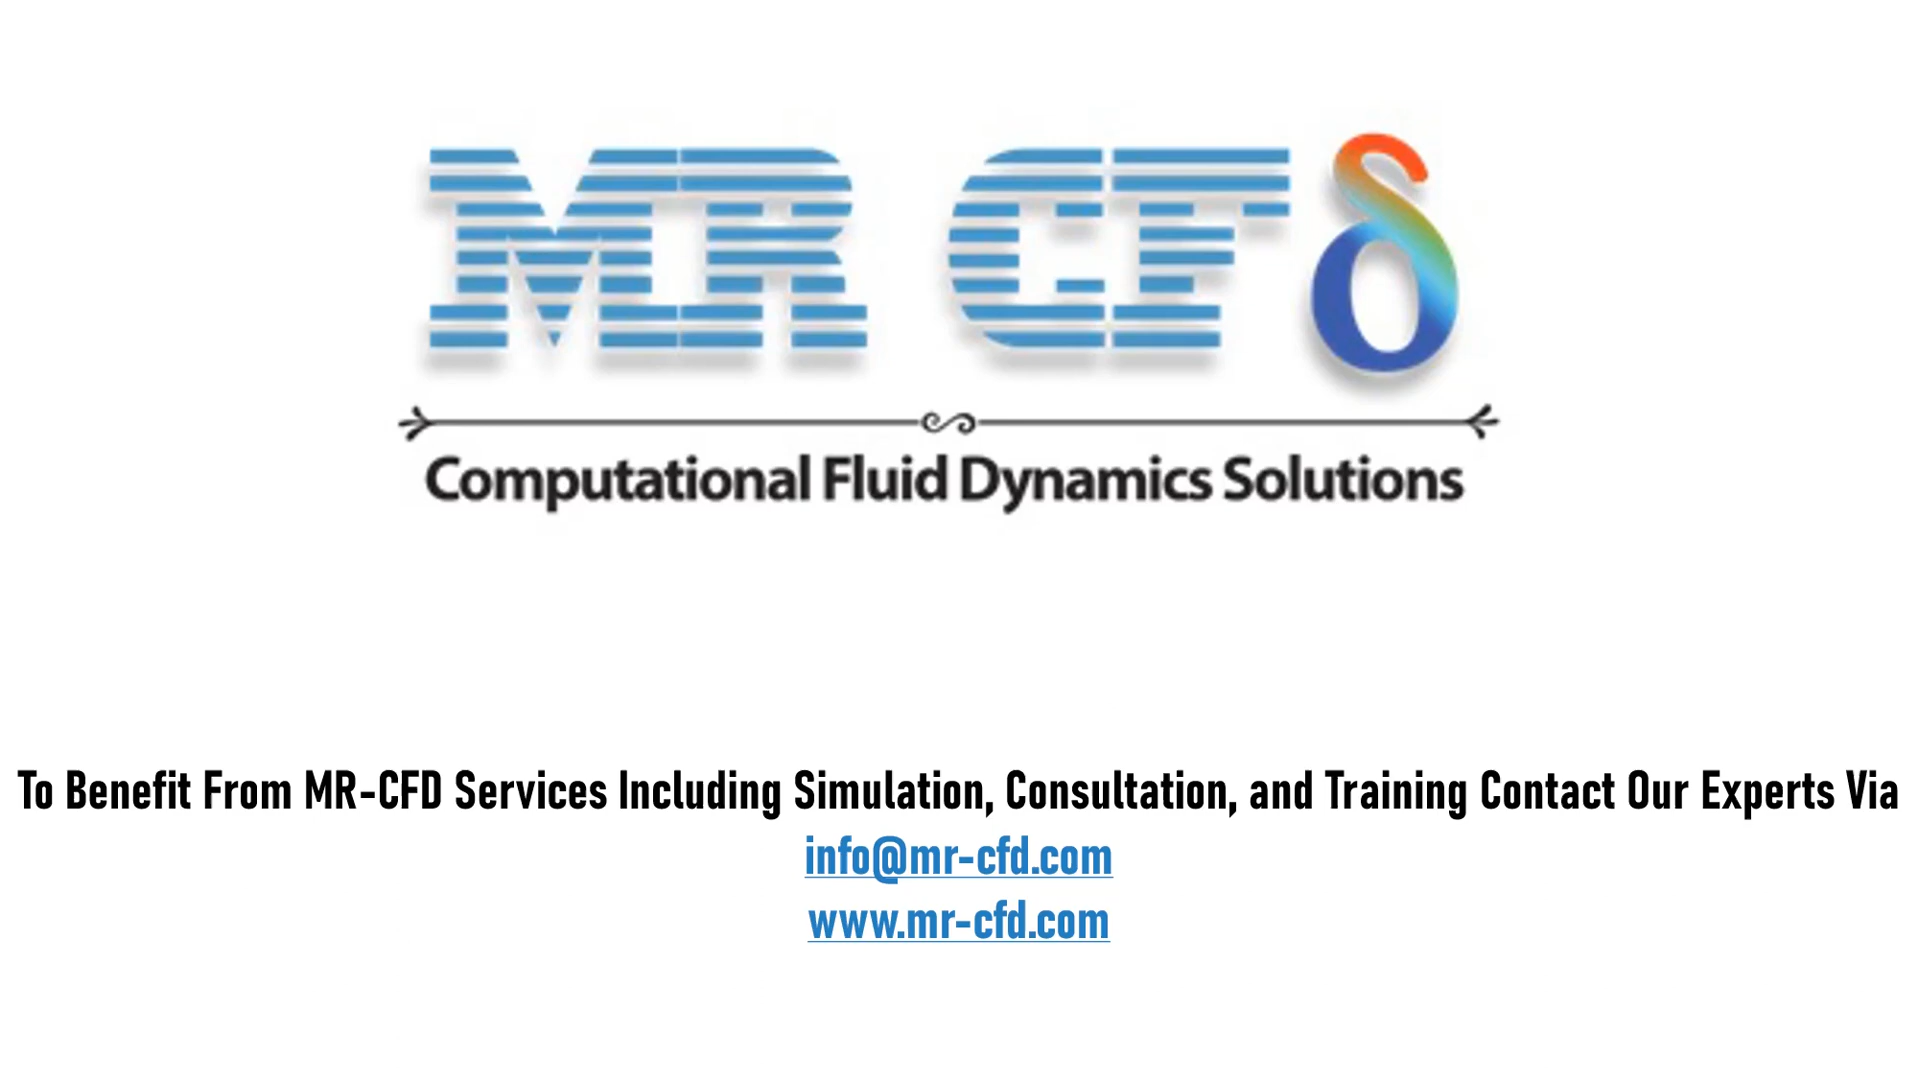 MR CFδ
Computational Fluid Dynamics Solutions
To Benefit From MR-CFD Services Including Simulation, Consultation, and Training Contact Our Experts Via
info@mr-cfd.com
www.mr-cfd.com